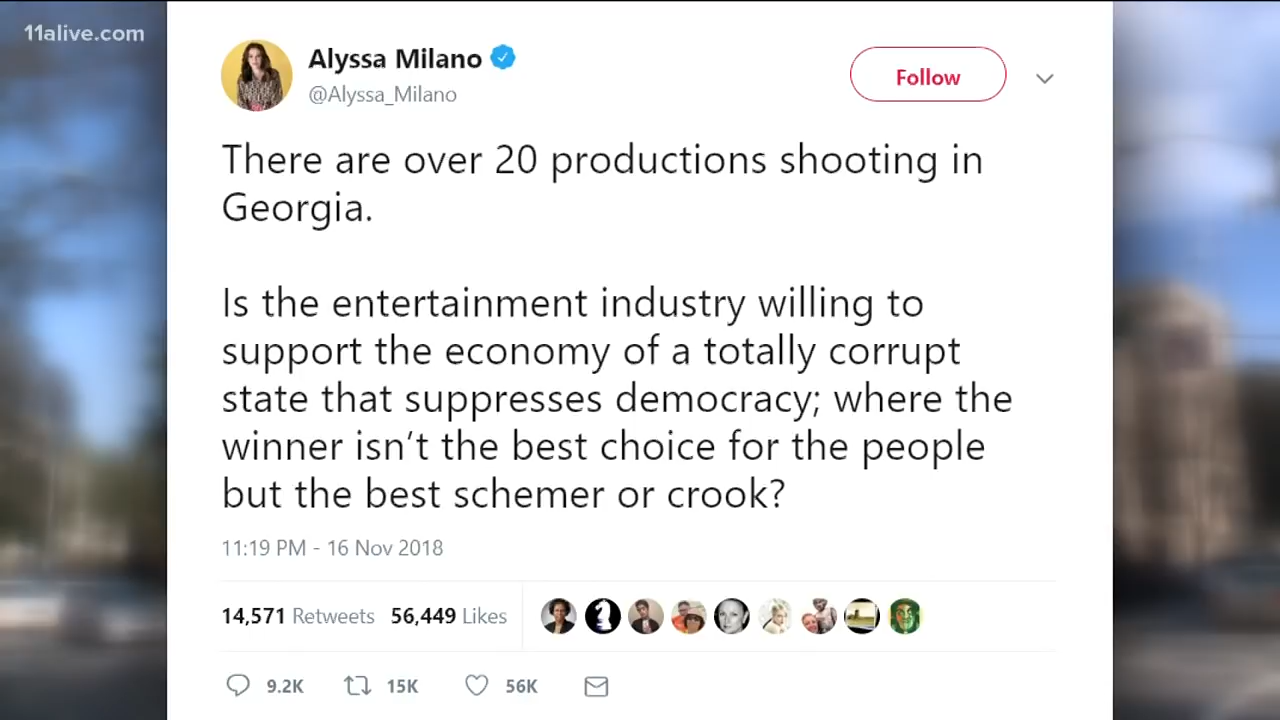 11alive.com
Alyssa Milano
@Alyssa_Milano
Follow
There are over 20 productions shooting in
Georgia.
Is the entertainment industry willing to
support the economy of a totally corrupt
state that suppresses democracy; where the
winner isn’t the best choice for the people
but the best schemer or crook?
11:19 PM - 16 Nov 2018
14,571 Retweets 56,449 Likes
9.2K 15K 56K